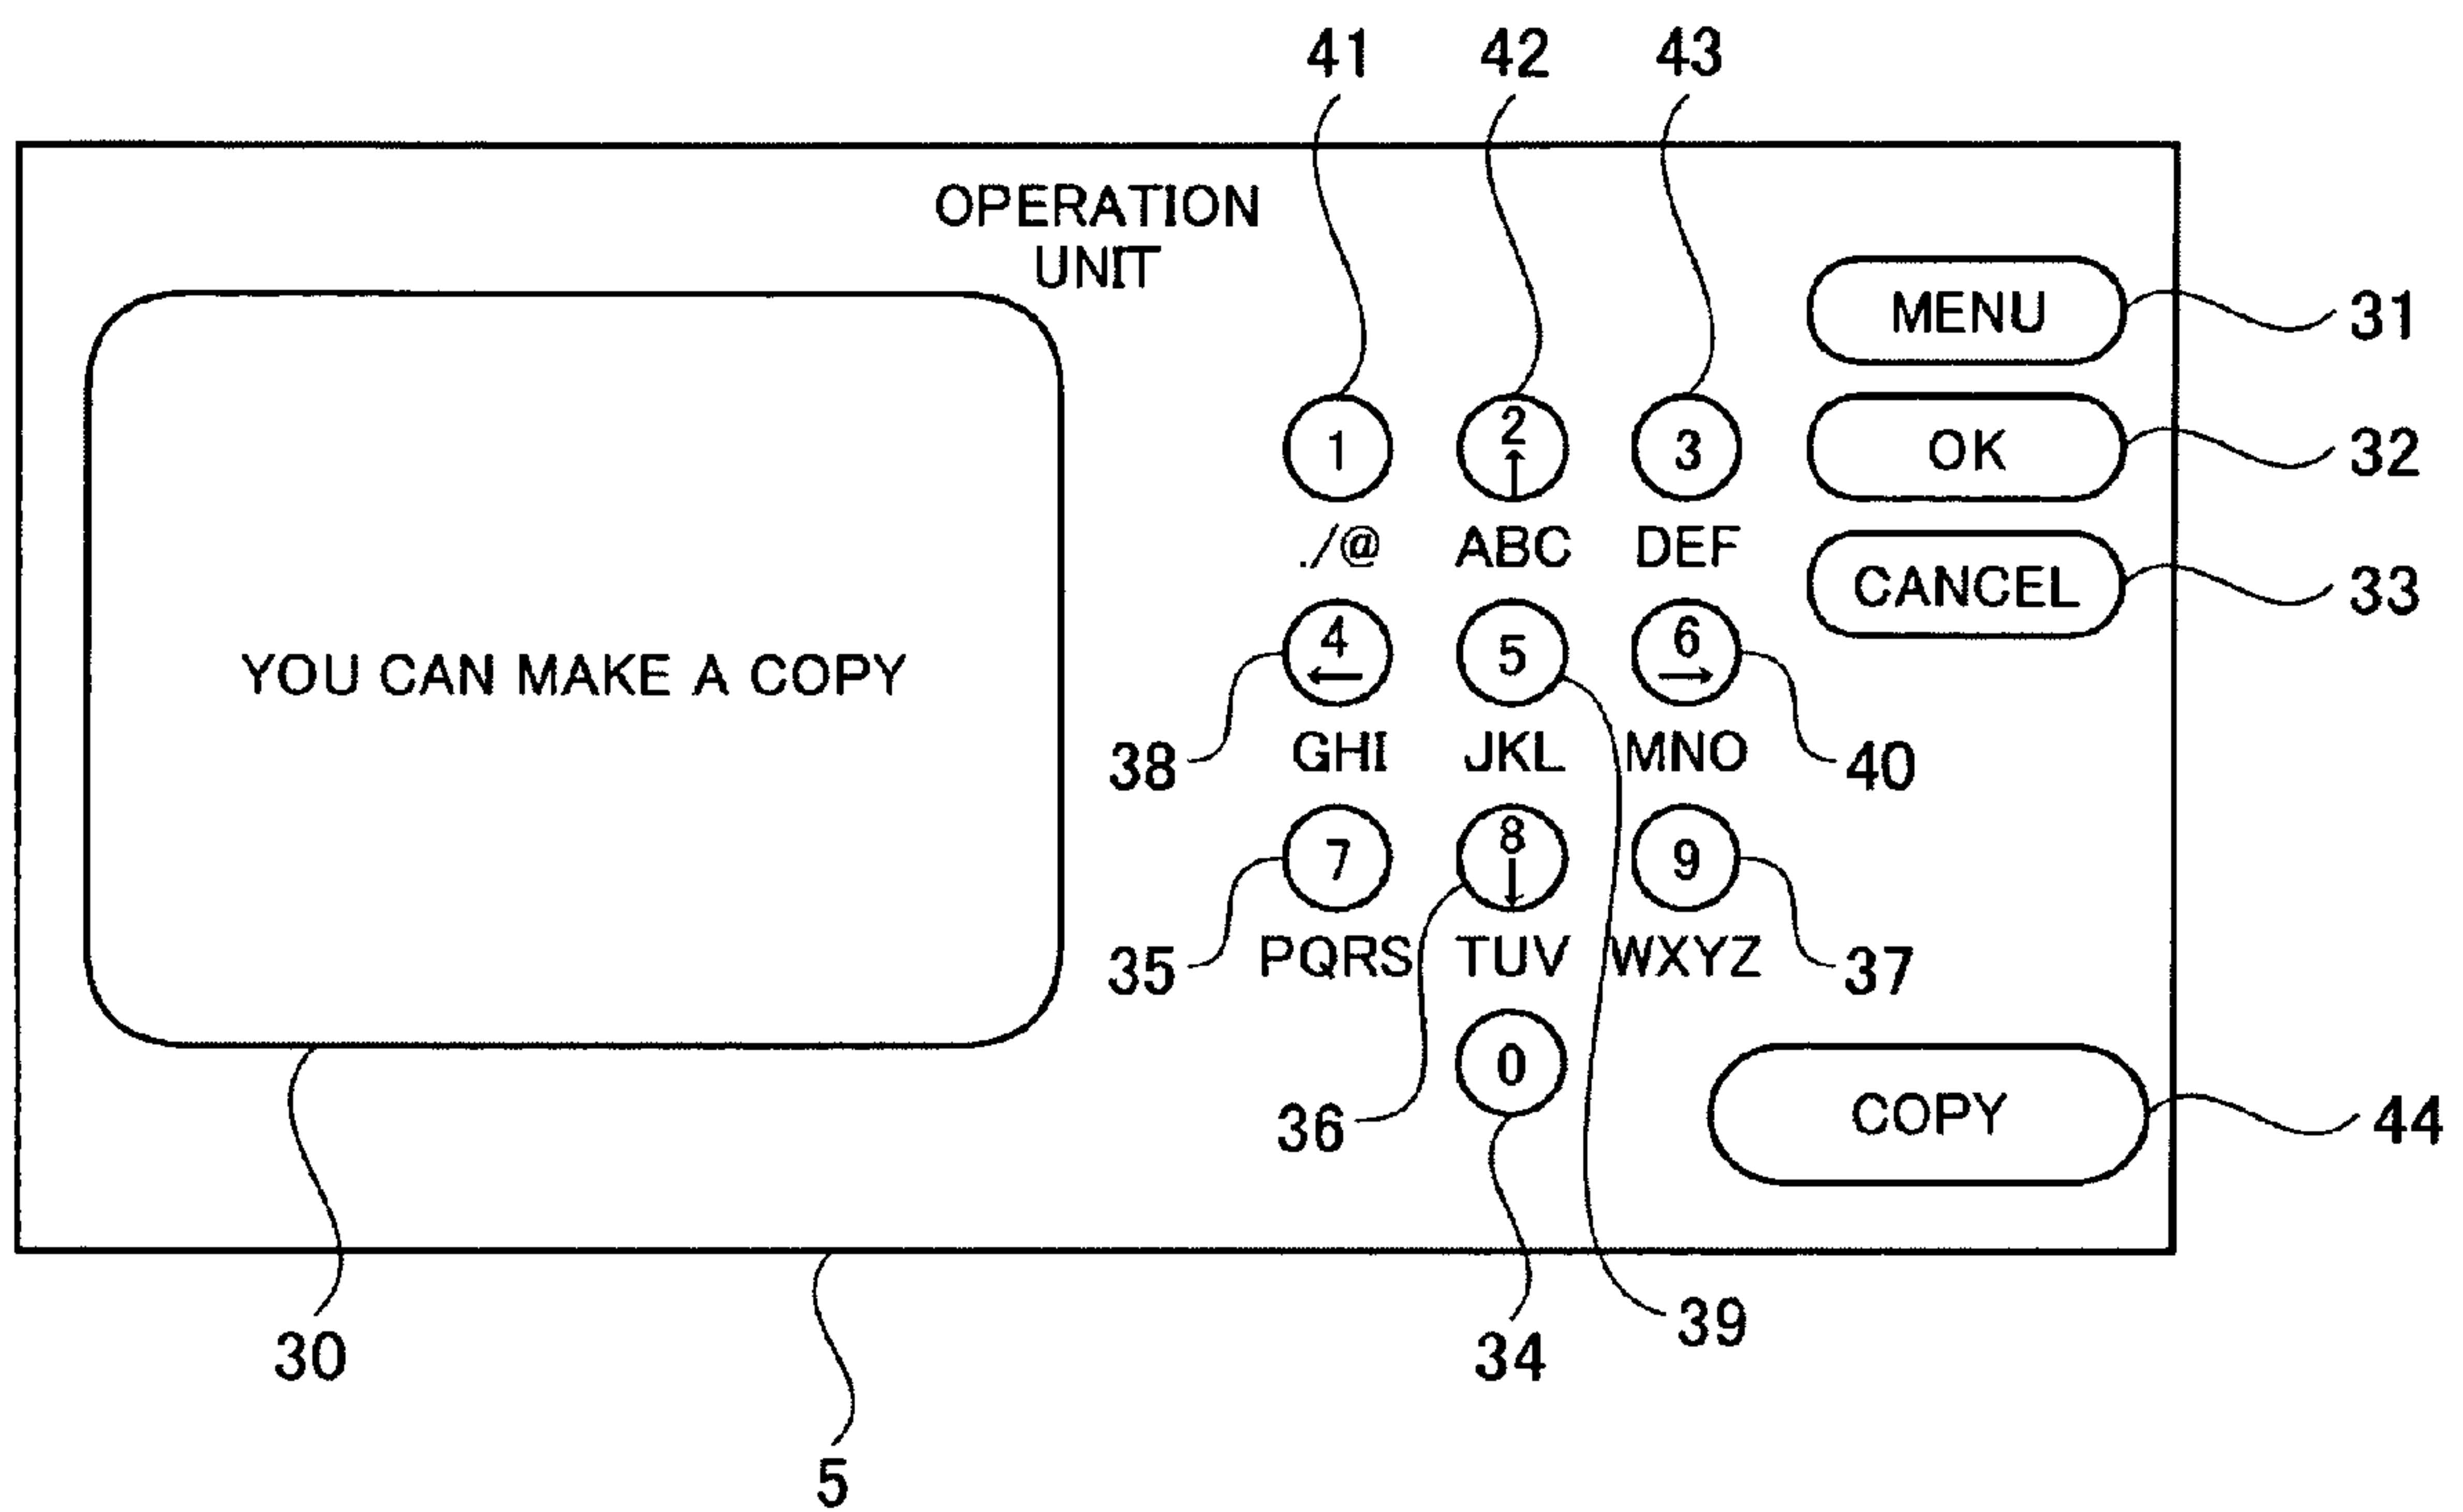 41 42 43
OPERATION
UNIT
MENU 31
1 2 3 OK 32
./@ ABC DEF
CANCEL 33
4 5 6
YOU CAN MAKE A COPY
38 GHI JKL MNO 40
7 8 9
35 PQRS TUV WXYZ 37
0
36 COPY 44
30 34 39
5